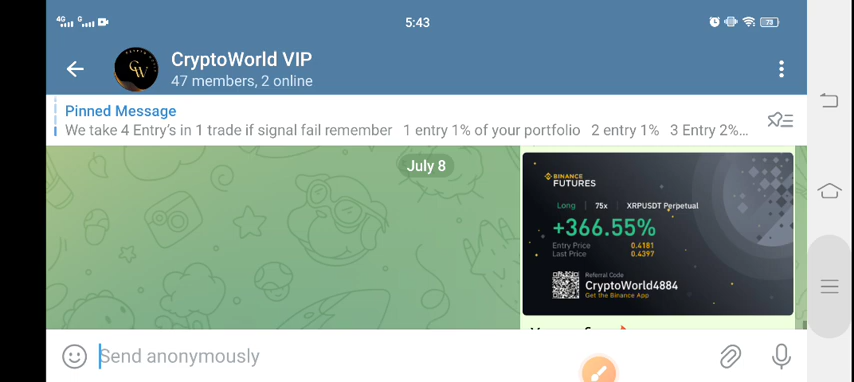 4G G 5:43 73
CryptoWorld VIP
47 members, 2 online
Pinned Message
We take 4 Entry's in 1 trade if signal fail remember 1 entry 1% of your portfolio 2 entry 1% 3 Entry 2%...
July 8
BINANCE
FUTURES
Long | 75x | XRPUSDT Perpetual
+366.55%
Entry Price 0.4181
Last Price 0.4397
Referral Code
CryptoWorld4884
Get the Binance App
Send anonymously